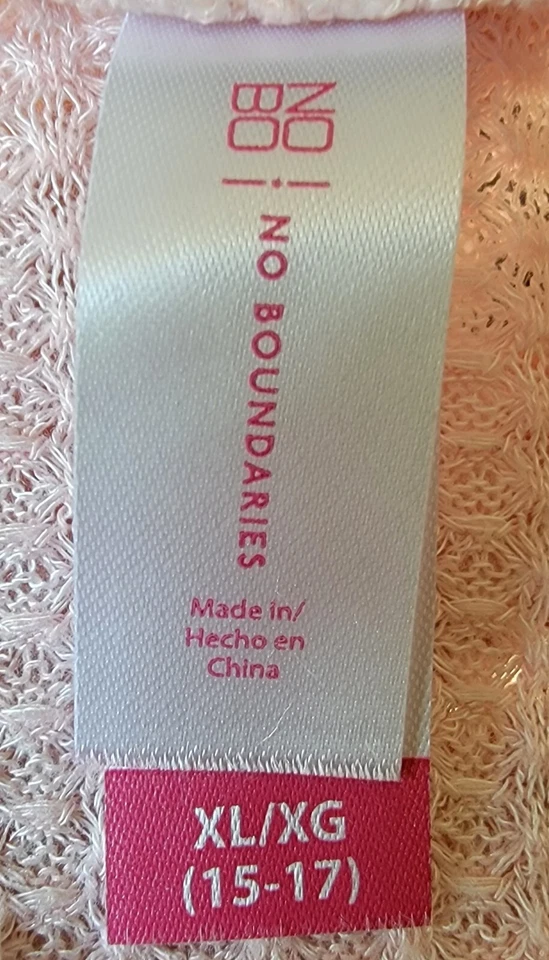 NO
BO
NO BOUNDARIES
Made in/
Hecho en
China
XL/XG
(15-17)